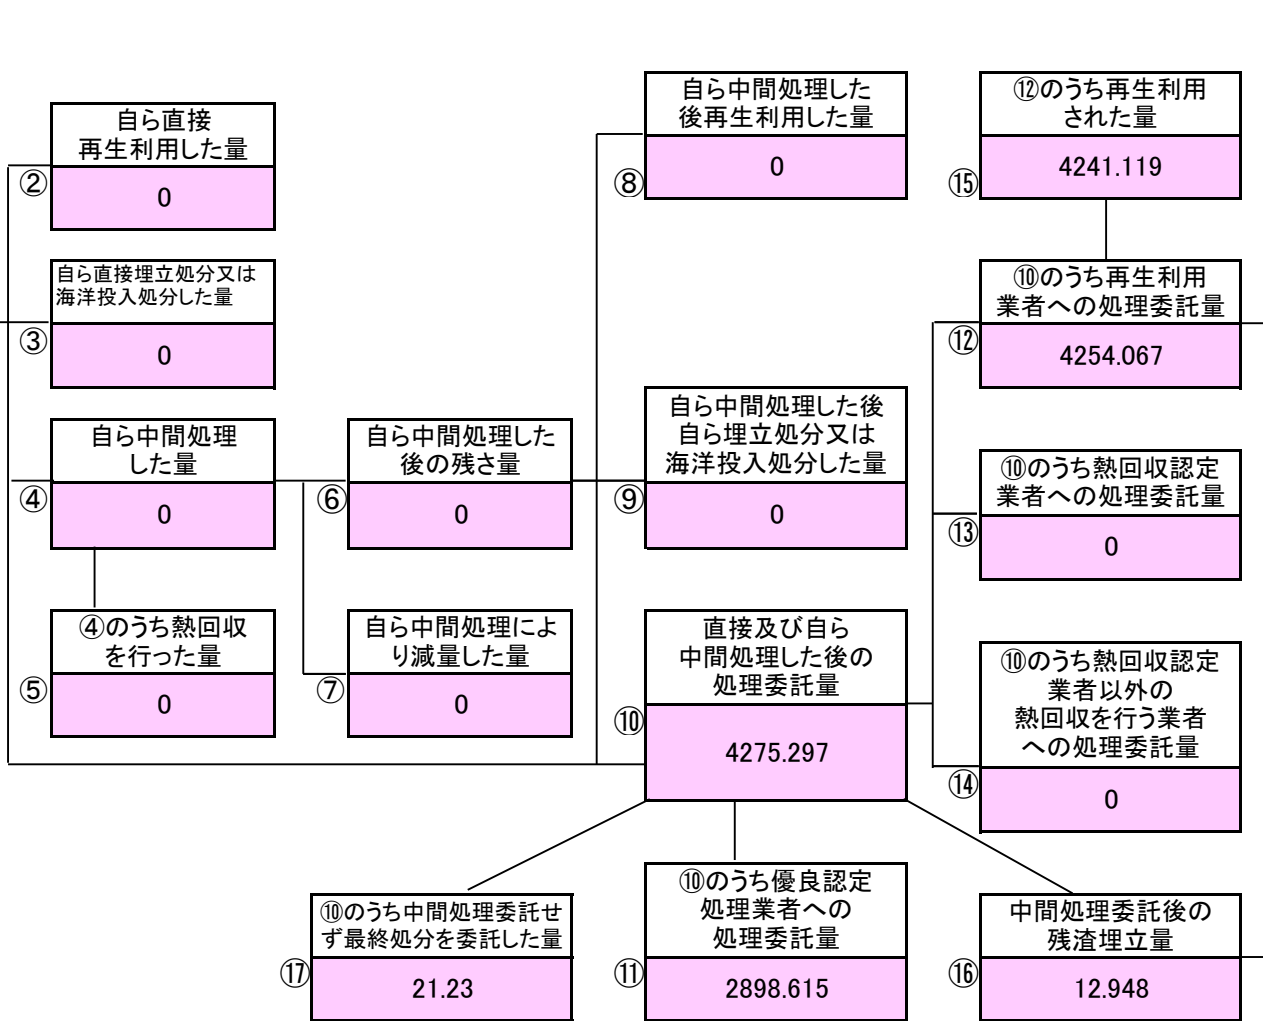 自ら直接
再生利用した量
②
0
自ら直接埋立処分又は
海洋投入処分した量
③
0
自ら中間処理
した量
④
0
④のうち熱回収
を行った量
⑤
0
自ら中間処理した
後の残さ量
⑥
0
自ら中間処理によ
り減量した量
⑦
0
自ら中間処理した
後再生利用した量
⑧
0
自ら中間処理した後
自ら埋立処分又は
海洋投入処分した量
⑨
0
直接及び自ら
中間処理した後の
処理委託量
⑩
4275.297
⑩のうち優良認定
処理業者への
処理委託量
⑪
2898.615
⑫のうち再生利用
された量
⑮
4241.119
⑩のうち再生利用
業者への処理委託量
⑫
4254.067
⑩のうち熱回収認定
業者への処理委託量
⑬
0
⑩のうち熱回収認定
業者以外の
熱回収を行う業者
への処理委託量
⑭
0
⑩のうち中間処理委託せ
ず最終処分を委託した量
⑰
21.23
中間処理委託後の
残渣埋立量
⑯
12.948